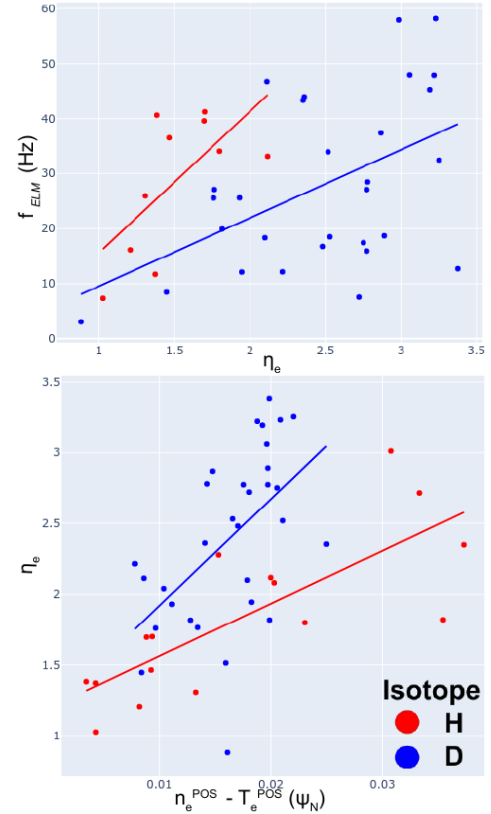 60
50
40
30
20
10
0
f ELM (Hz)
1 1.5 2 2.5 3 3.5
ηe
3.5
3
2.5
2
1.5
1
ηe
0.01 0.02 0.03
ne^POS - Te^POS (ψN)
Isotope
H
D